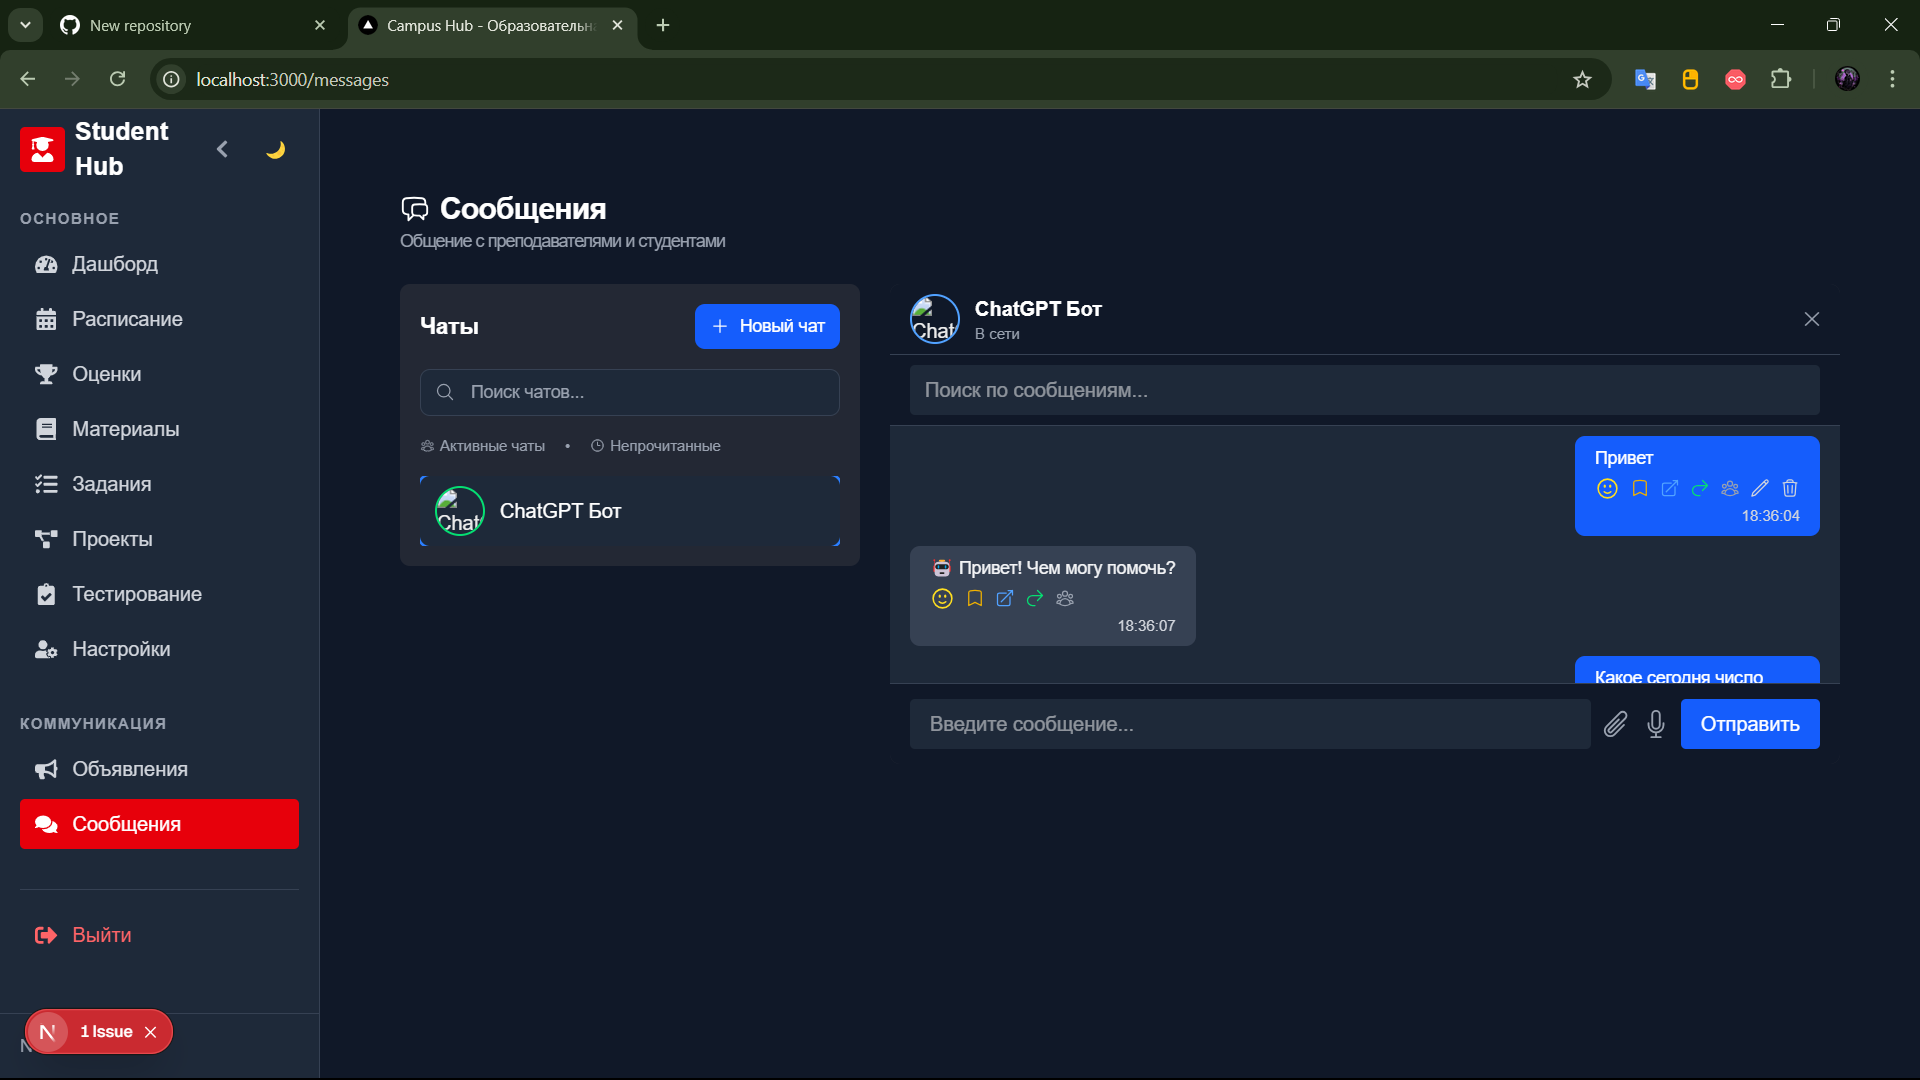 New repository
Campus Hub - Образовательна
localhost:3000/messages
Student
Hub
ОСНОВНОЕ
Дашборд
Расписание
Оценки
Материалы
Задания
Проекты
Тестирование
Настройки
КОММУНИКАЦИЯ
Объявления
Сообщения
Выйти
N
1 Issue
Сообщения
Общение с преподавателями и студентами
Чаты
Новый чат
Поиск чатов...
Активные чаты • Непрочитанные
Chat
ChatGPT Бот
Chat
ChatGPT Бот
В сети
Поиск по сообщениям...
Привет
18:36:04
Привет! Чем могу помочь?
18:36:07
Какое сегодня число
Введите сообщение...
Отправить